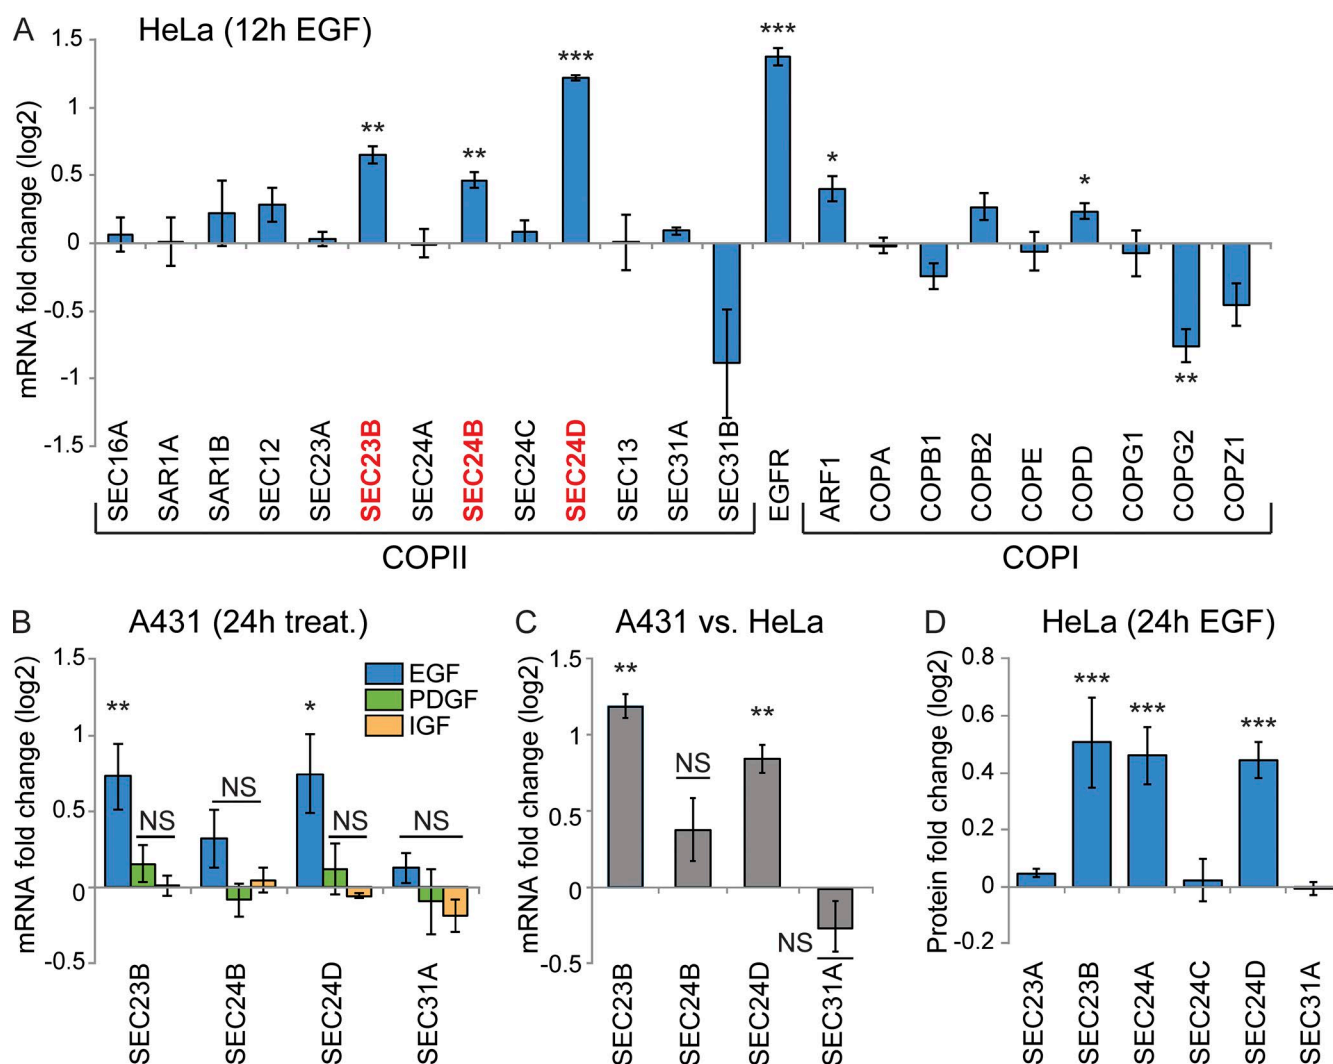 A HeLa (12h EGF)
mRNA fold change (log2)
1.5
1
0.5
0
-0.5
-1
-1.5
** ** *** *** * * **
SEC16A SAR1A SAR1B SEC12 SEC23A SEC23B SEC24A SEC24B SEC24C SEC24D SEC13 SEC31A SEC31B EGFR ARF1 COPA COPB1 COPB2 COPE COPD COPG1 COPG2 COPZ1
COPII COPI
B A431 (24h treat.)
mRNA fold change (log2)
1.5
1
0.5
0
-0.5
EGF
PDGF
IGF
** NS NS * NS NS
SEC23B SEC24B SEC24D SEC31A
C A431 vs. HeLa
mRNA fold change (log2)
1.5
1
0.5
0
-0.5
** NS ** NS
SEC23B SEC24B SEC24D SEC31A
D HeLa (24h EGF)
Protein fold change (log2)
0.8
0.6
0.4
0.2
0
-0.2
*** *** ***
SEC23A SEC23B SEC24A SEC24C SEC24D SEC31A